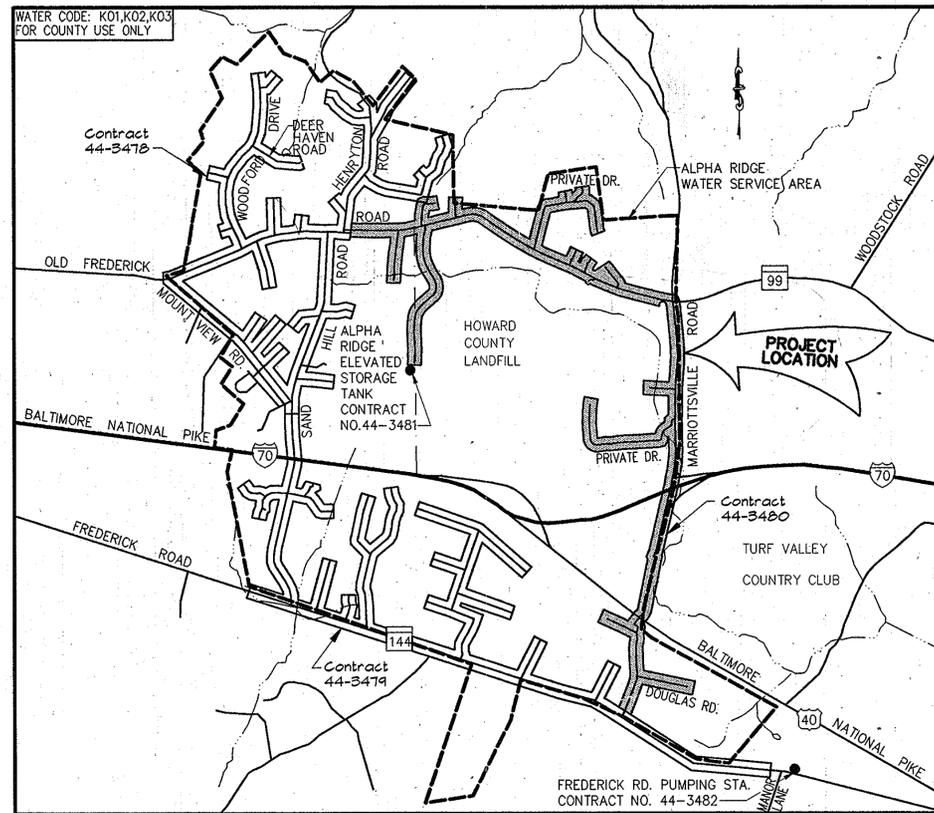 WATER CODE: K01,K02,K03
FOR COUNTY USE ONLY
Contract
44-3478
DRIVE
DEER
HAVEN
ROAD
WOODFORD
HENRYTON
ROAD
PRIVATE DR.
ALPHA RIDGE
WATER SERVICE AREA
WOODSTOCK ROAD
ROAD
OLD FREDERICK
99
MOUNT VIEW
RD.
ROAD
HILL
SAND
ALPHA
RIDGE
ELEVATED
STORAGE
TANK
CONTRACT
NO.44-3481
HOWARD
COUNTY
LANDFILL
MARRIOTTSVILLE ROAD
PROJECT
LOCATION
BALTIMORE NATIONAL PIKE
70
PRIVATE DR.
70
Contract
44-3480
TURF VALLEY
COUNTRY CLUB
FREDERICK ROAD
144
Contract
44-3479
DOUGLAS RD.
BALTIMORE
40
NATIONAL PIKE
FREDERICK RD. PUMPING STA.
CONTRACT NO. 44-3482
MANOR
LANE